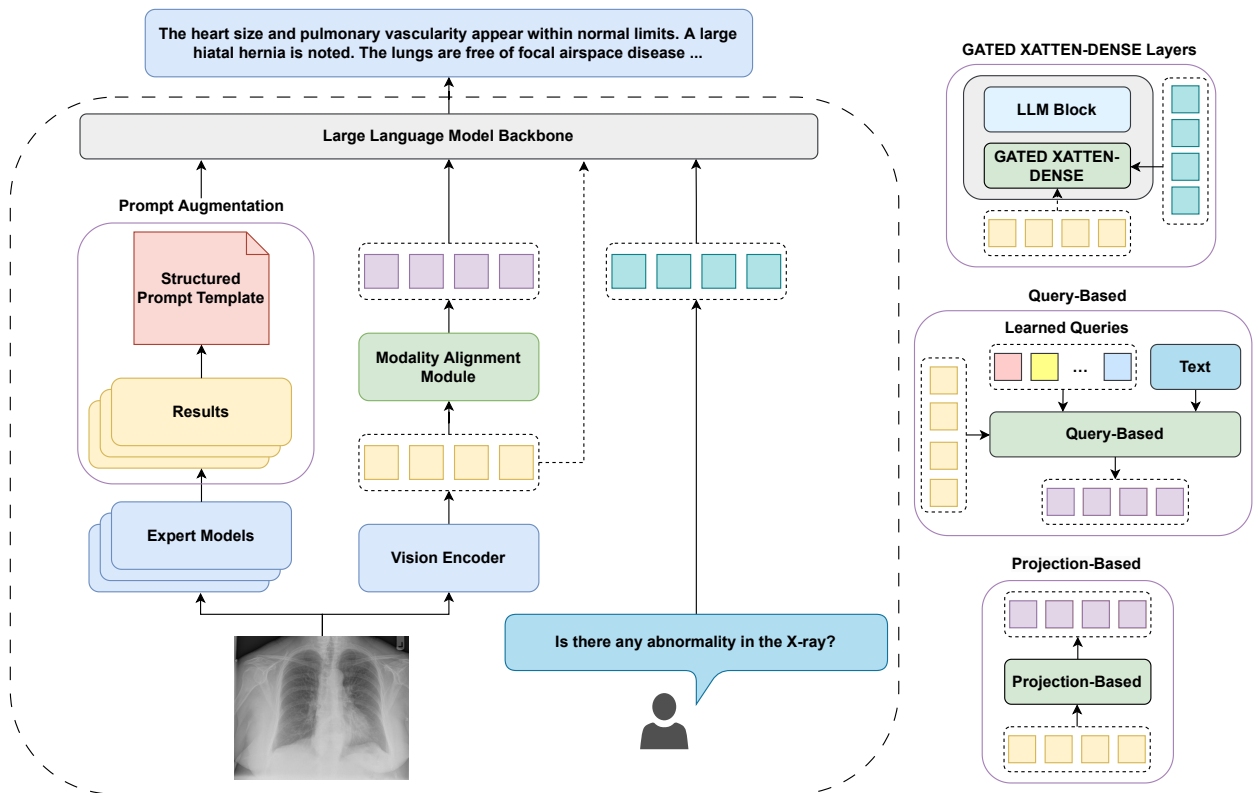 The heart size and pulmonary vascularity appear within normal limits. A large
hiatal hernia is noted. The lungs are free of focal airspace disease ...
Large Language Model Backbone
Prompt Augmentation
Structured
Prompt Template
Results
Expert Models
Modality Alignment
Module
Vision Encoder
Is there any abnormality in the X-ray?
GATED XATTEN-DENSE Layers
LLM Block
GATED XATTEN-
DENSE
Query-Based
Learned Queries
...
Text
Query-Based
Projection-Based
Projection-Based